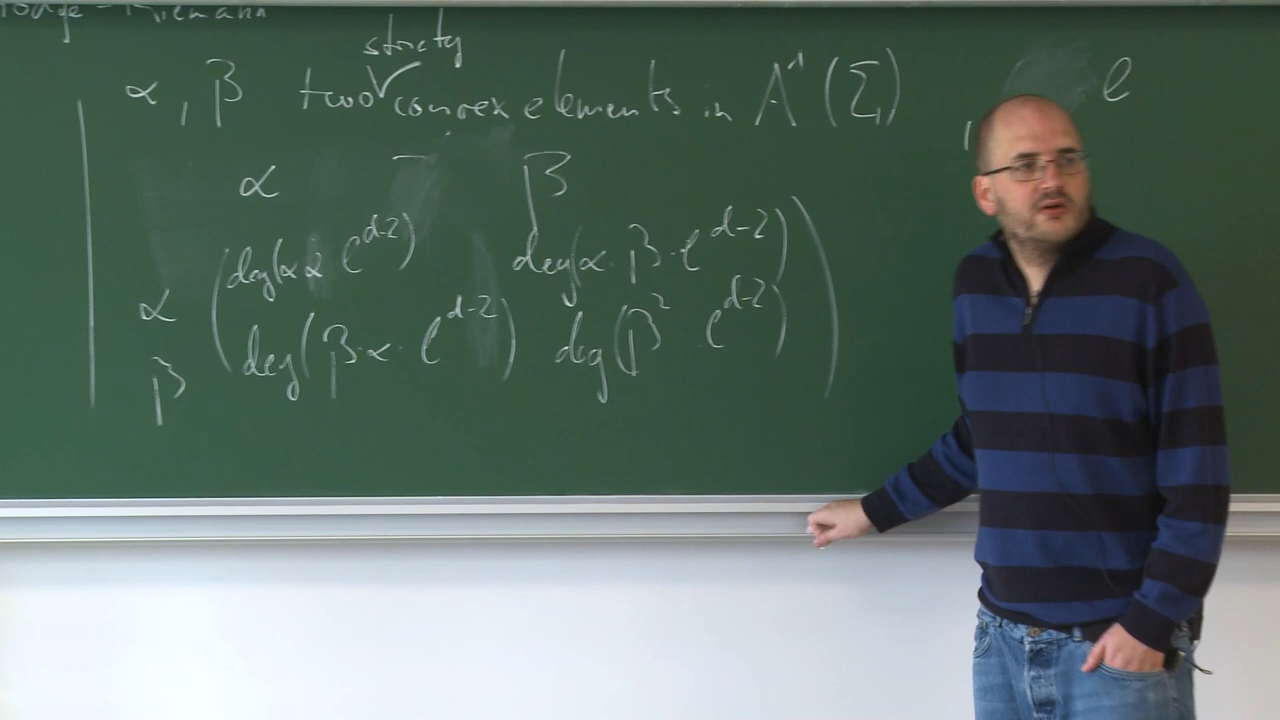 Hodge-Riemann
strictly
α, β two ✓ convex elements in A¹(Σ), ℓ
α β
α ( deg(α α ℓ^{d-2}) deg(α · β · ℓ^{d-2})
β deg(β · α · ℓ^{d-2}) deg(β² · ℓ^{d-2}) )